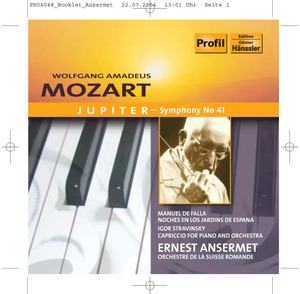 PH04048_Booklet_Ansermet 22.07.2004 13:01 Uhr Seite 1
Profil
Edition
Günter
Hänssler
WOLFGANG AMADEUS
MOZART
JUPITER – Symphony No 41
MANUEL DE FALLA
NOCHES EN LOS JARDINES DE ESPANA
IGOR STRAVINSKY
CAPRICCIO FOR PIANO AND ORCHESTRA
ERNEST ANSERMET
ORCHESTRE DE LA SUISSE ROMANDE